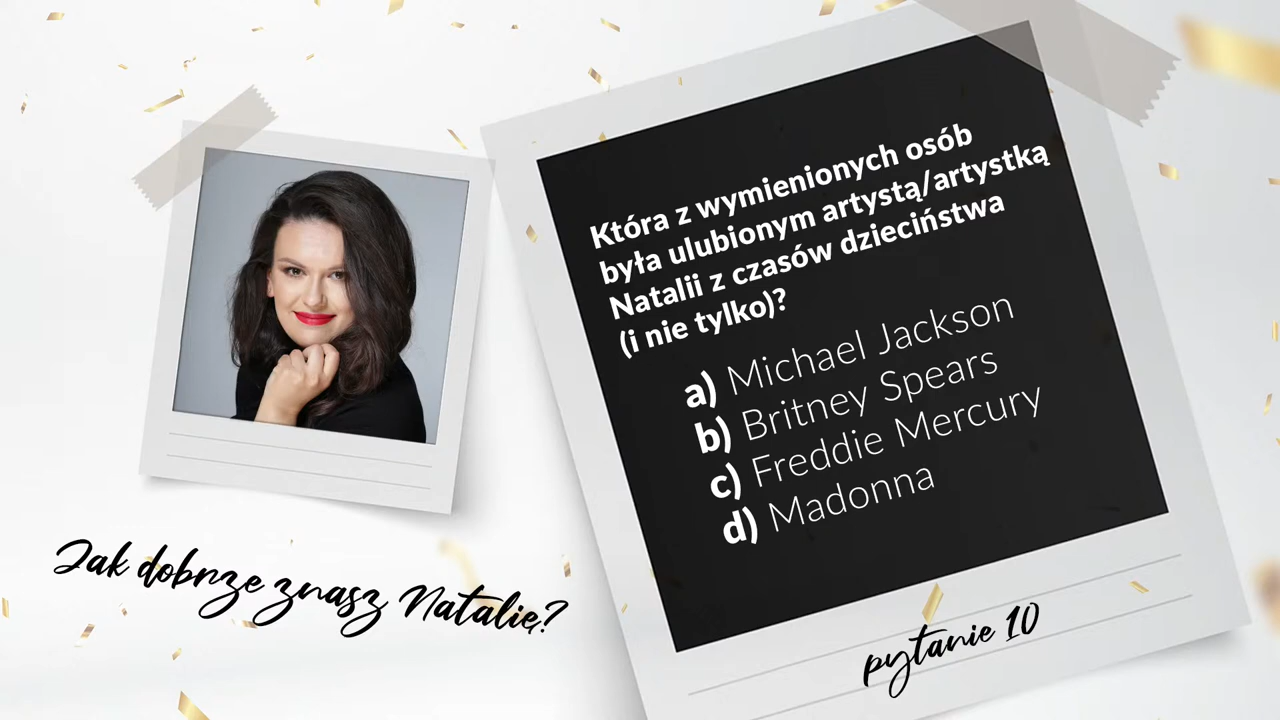 Która z wymienionych osób
była ulubionym artystą/artystką
Natalii z czasów dzieciństwa
(i nie tylko)?
a) Michael Jackson
b) Britney Spears
c) Freddie Mercury
d) Madonna
Jak dobrze znasz Natalię?
pytanie 10